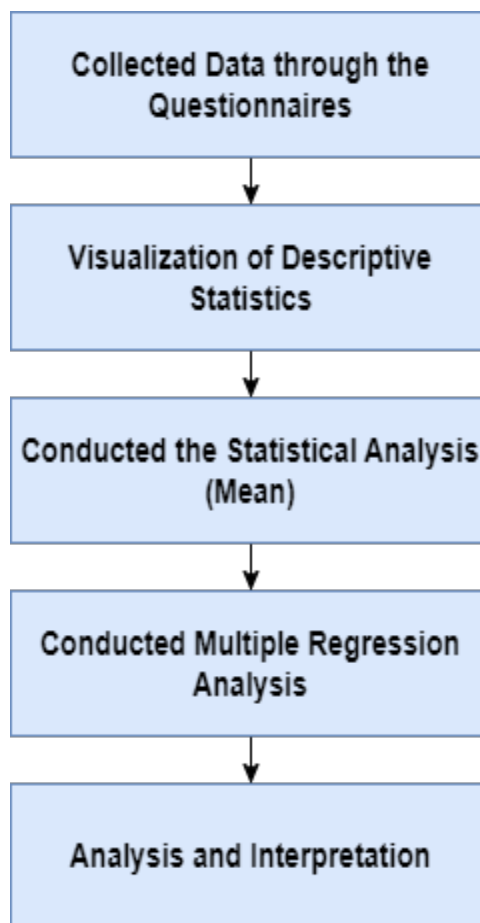 Collected Data through the
Questionnaires
Visualization of Descriptive
Statistics
Conducted the Statistical Analysis
(Mean)
Conducted Multiple Regression
Analysis
Analysis and Interpretation